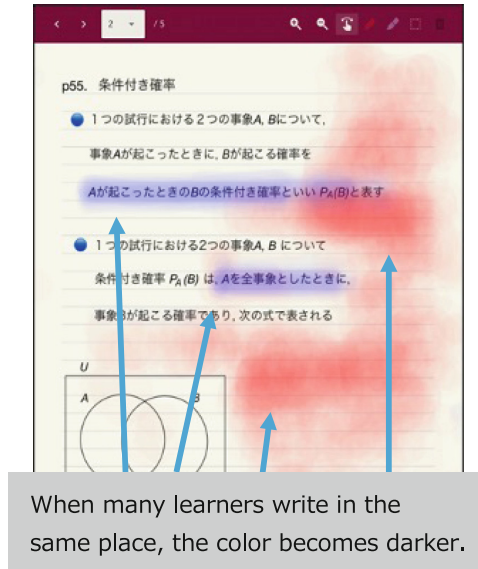 2 / 5
p55. 条件付き確率
1つの試行における2つの事象A, Bについて,
事象Aが起こったときに, Bが起こる確率を
Aが起こったときのBの条件付き確率といい PA(B)と表す
1つの試行における2つの事象A, B について
条件付き確率 PA(B) は, Aを全事象としたときに,
事象Bが起こる確率であり, 次の式で表される
U
A B
When many learners write in the
same place, the color becomes darker.